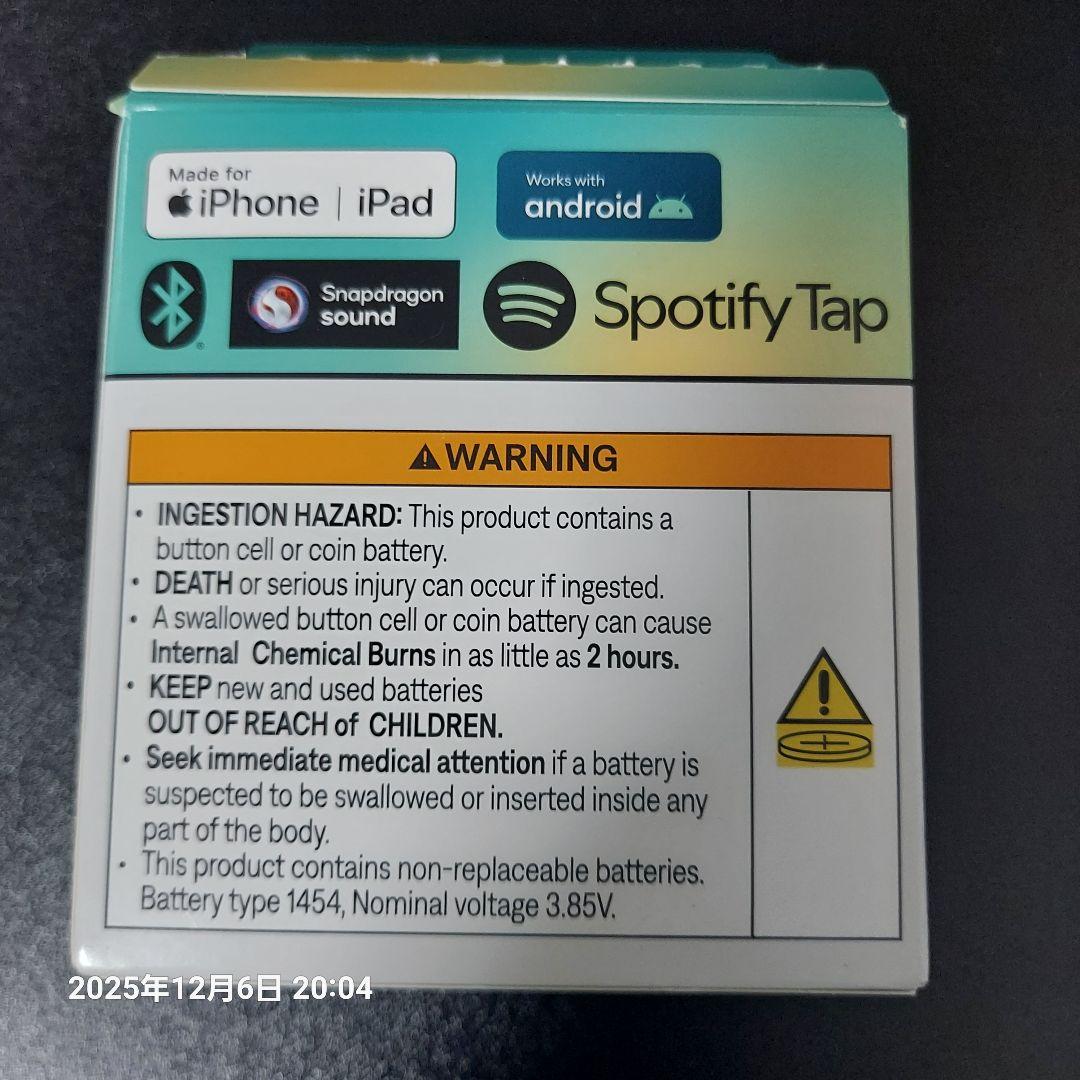 Made for
iPhone | iPad
Works with
android
Snapdragon
sound
Spotify Tap
®
WARNING
• INGESTION HAZARD: This product contains a
button cell or coin battery.
• DEATH or serious injury can occur if ingested.
• A swallowed button cell or coin battery can cause
Internal Chemical Burns in as little as 2 hours.
• KEEP new and used batteries
OUT OF REACH of CHILDREN.
• Seek immediate medical attention if a battery is
suspected to be swallowed or inserted inside any
part of the body.
• This product contains non-replaceable batteries.
Battery type 1454, Nominal voltage 3.85V.
2025年12月6日 20:04